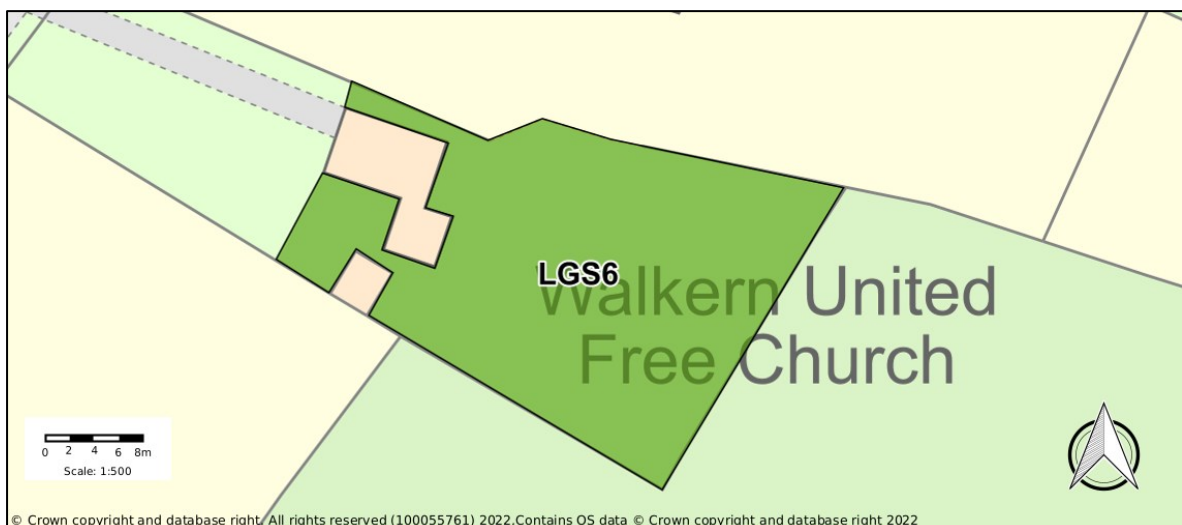 LGS6
Walkern United
Free Church
0 2 4 6 8m
Scale: 1:500
© Crown copyright and database right. All rights reserved (100055761) 2022.Contains OS data © Crown copyright and database right 2022